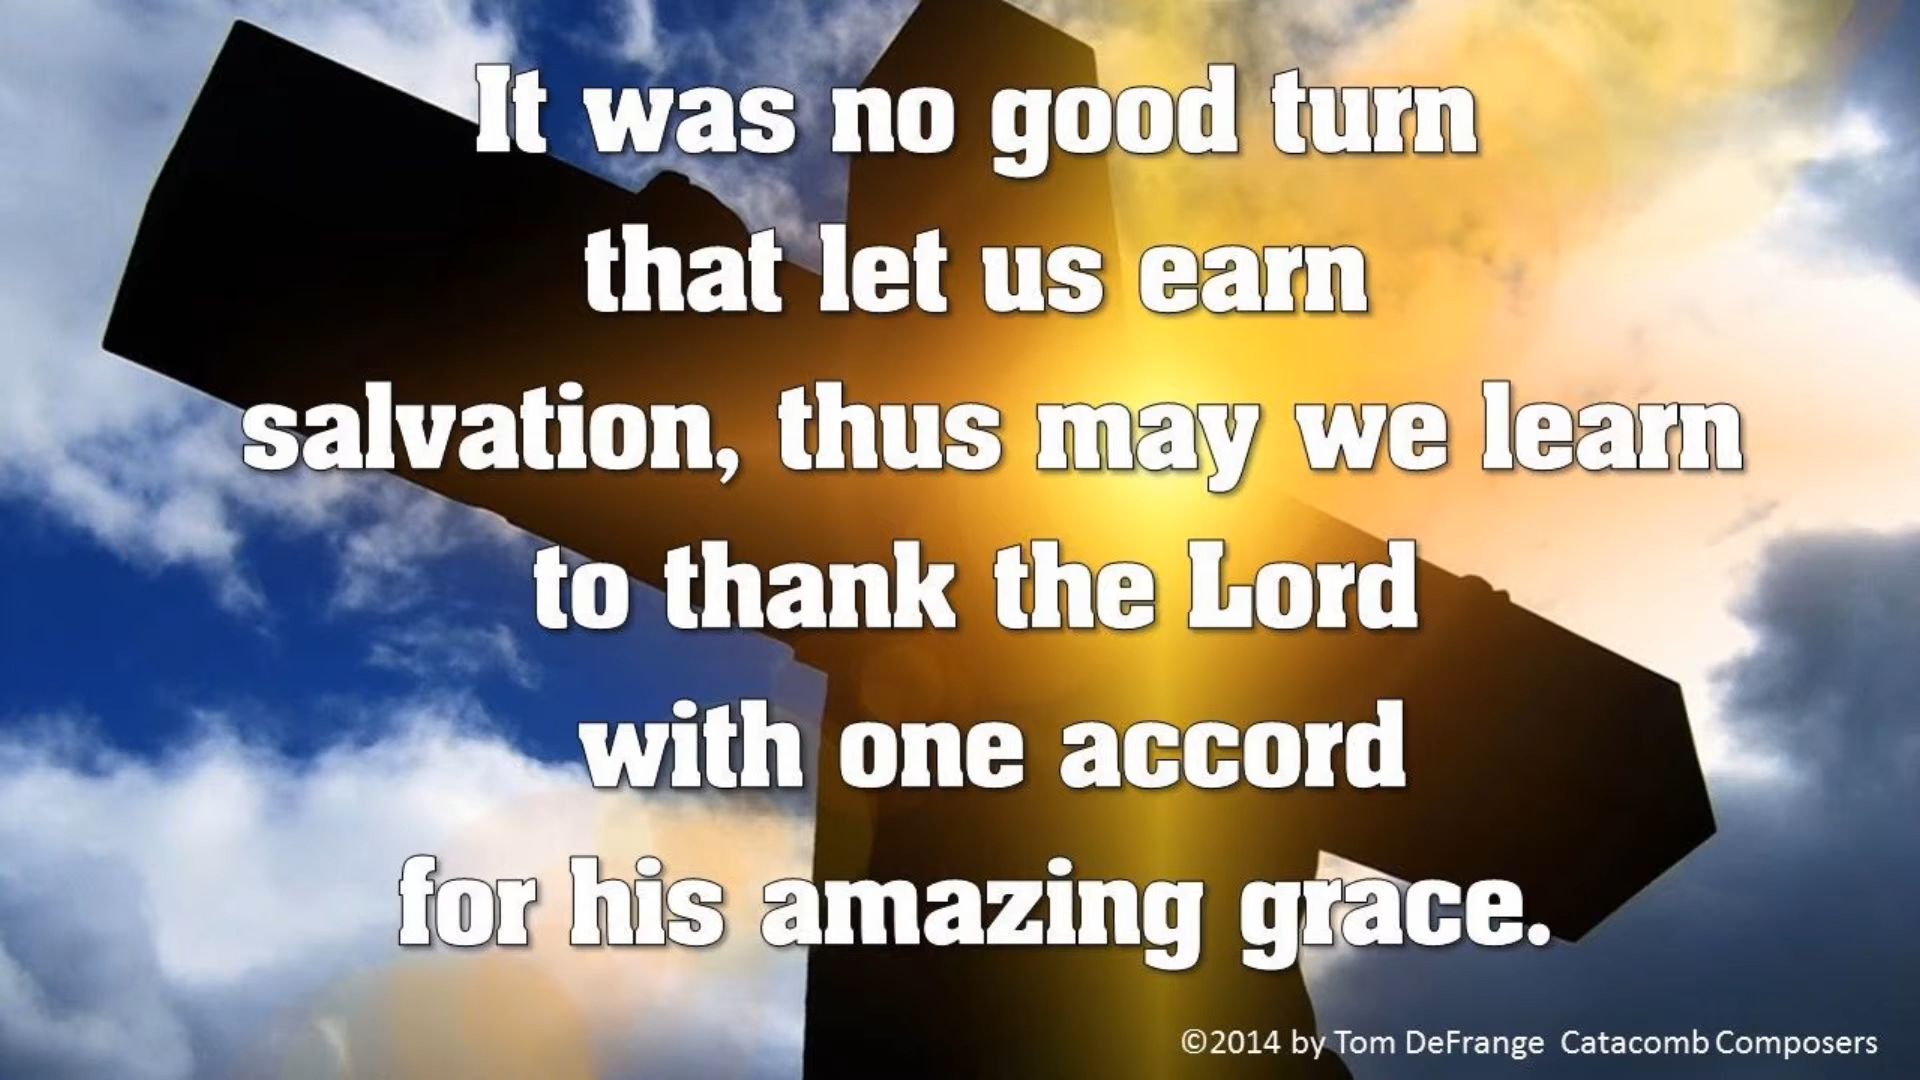 It was no good turn
that let us earn
salvation, thus may we learn
to thank the Lord
with one accord
for his amazing grace.
©2014 by Tom DeFrange Catacomb Composers